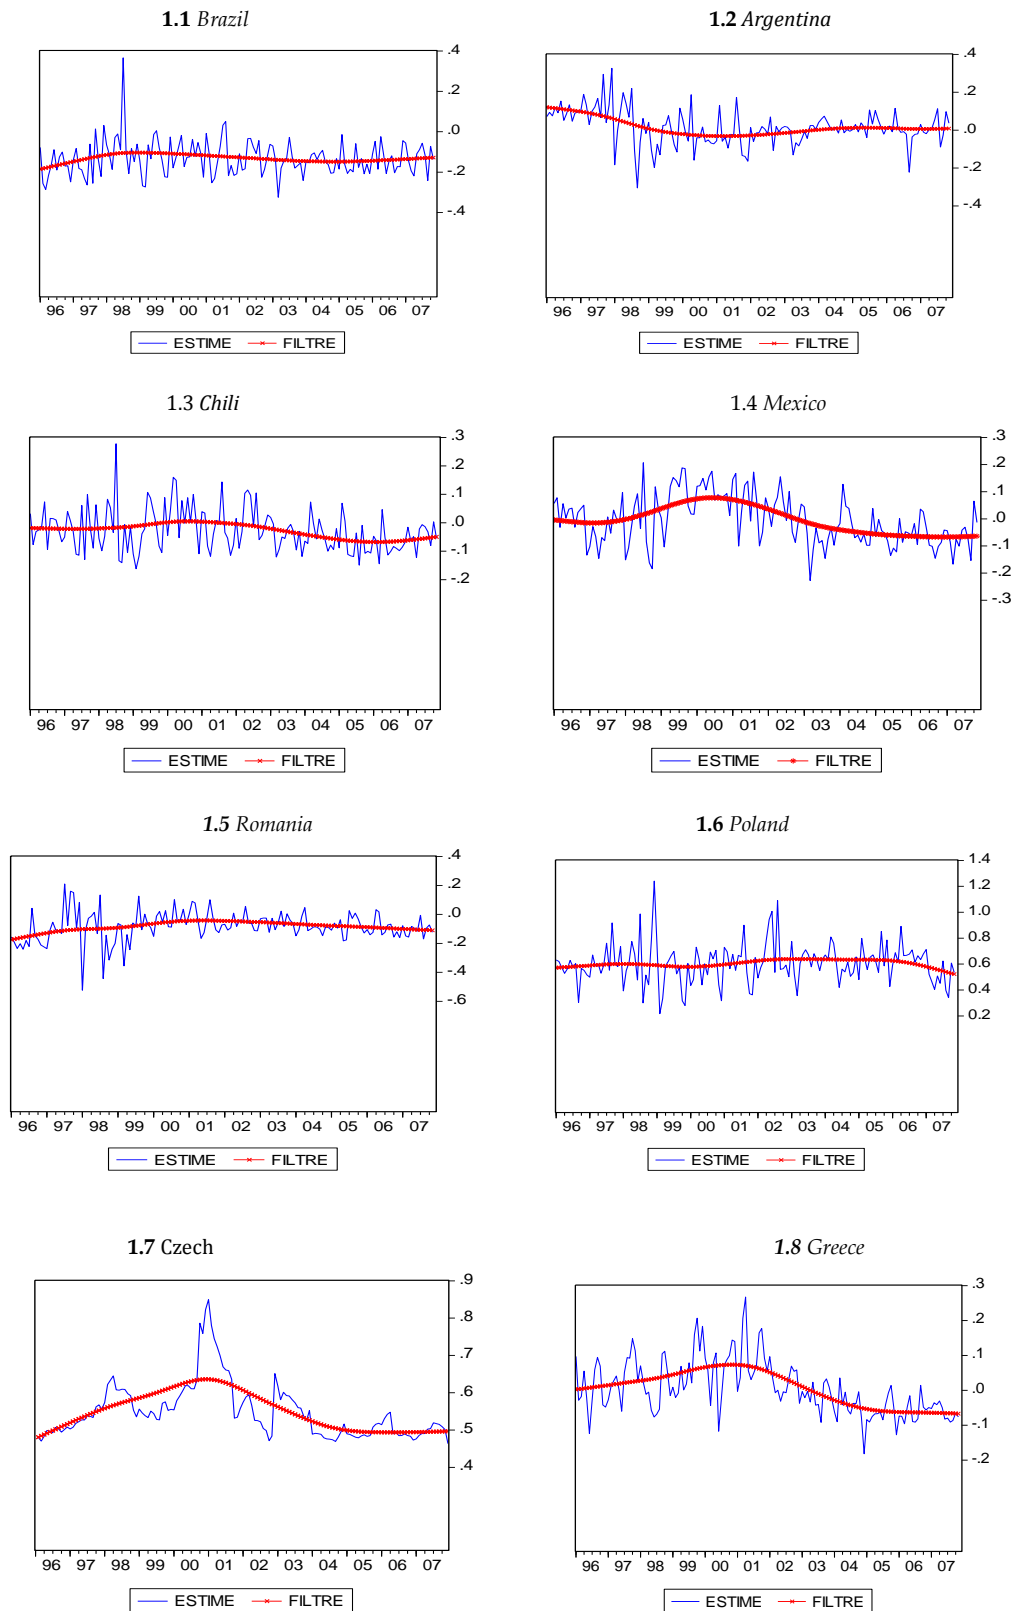 1.1 Brazil
1.2 Argentina
.4
.2
.0
-.2
-.4
96 97 98 99 00 01 02 03 04 05 06 07
ESTIME FILTRE
.4
.2
.0
-.2
-.4
96 97 98 99 00 01 02 03 04 05 06 07
ESTIME FILTRE
1.3 Chili
1.4 Mexico
.3
.2
.1
.0
-.1
-.2
96 97 98 99 00 01 02 03 04 05 06 07
ESTIME FILTRE
.3
.2
.1
.0
-.1
-.2
-.3
96 97 98 99 00 01 02 03 04 05 06 07
ESTIME FILTRE
1.5 Romania
1.6 Poland
.4
.2
.0
-.2
-.4
-.6
96 97 98 99 00 01 02 03 04 05 06 07
ESTIME FILTRE
1.4
1.2
1.0
0.8
0.6
0.4
0.2
96 97 98 99 00 01 02 03 04 05 06 07
ESTIME FILTRE
1.7 Czech
1.8 Greece
.9
.8
.7
.6
.5
.4
96 97 98 99 00 01 02 03 04 05 06 07
ESTIME FILTRE
.3
.2
.1
.0
-.1
-.2
96 97 98 99 00 01 02 03 04 05 06 07
ESTIME FILTRE